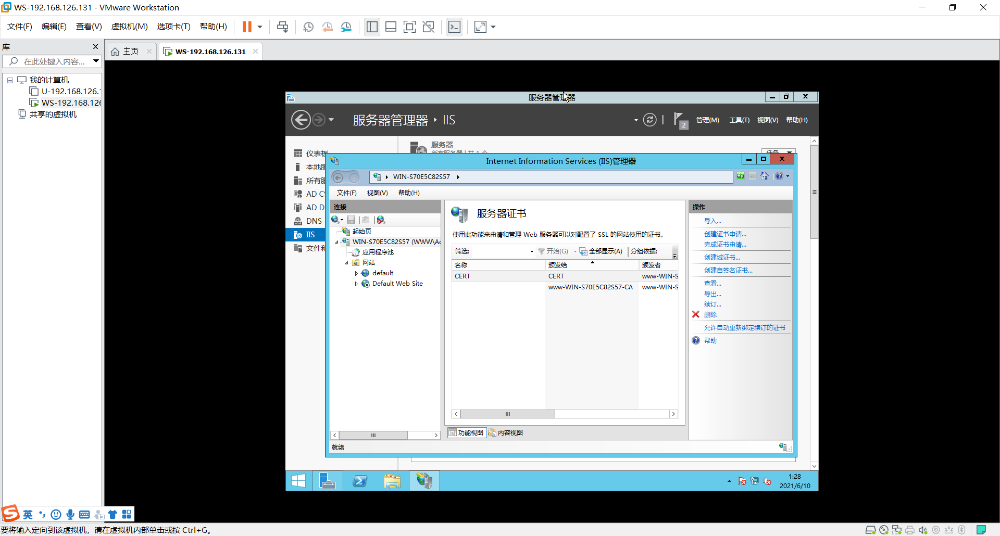 WS-192.168.126.131 - VMware Workstation
文件(F) 编辑(E) 查看(V) 虚拟机(M) 选项卡(T) 帮助(H)
库
主页
WS-192.168.126.131
在此处键入内容...
我的计算机
U-192.168.126.
WS-192.168.126
共享的虚拟机
服务器管理器
服务器管理器 IIS
2
管理(M) 工具(T) 视图(V) 帮助(H)
仪表板
本地服
所有服
AD CS
AD D
DNS
IIS
文件和
服务器
任务
Internet Information Services (IIS)管理器
WIN-S70E5C82S57
文件(F) 视图(V) 帮助(H)
连接
起始页
WIN-S70E5C82S57 (WWW\Ad
应用程序池
网站
default
Default Web Site
服务器证书
使用此功能来申请和管理 Web 服务器可以对配置了 SSL 的网站使用的证书。
筛选: 开始(G) 全部显示(A) 分组依据:
名称 颁发给 颁发者
CERT CERT www-WIN-S
www-WIN-S70E5C82S57-CA www-WIN-S
功能视图 内容视图
操作
导入...
创建证书申请...
完成证书申请...
创建域证书...
创建自签名证书...
查看...
导出...
续订...
删除
允许自动重新绑定续订的证书
帮助
就绪
1:28
2021/6/10
英
要将输入定向到该虚拟机，请在虚拟机内部单击或按 Ctrl+G。